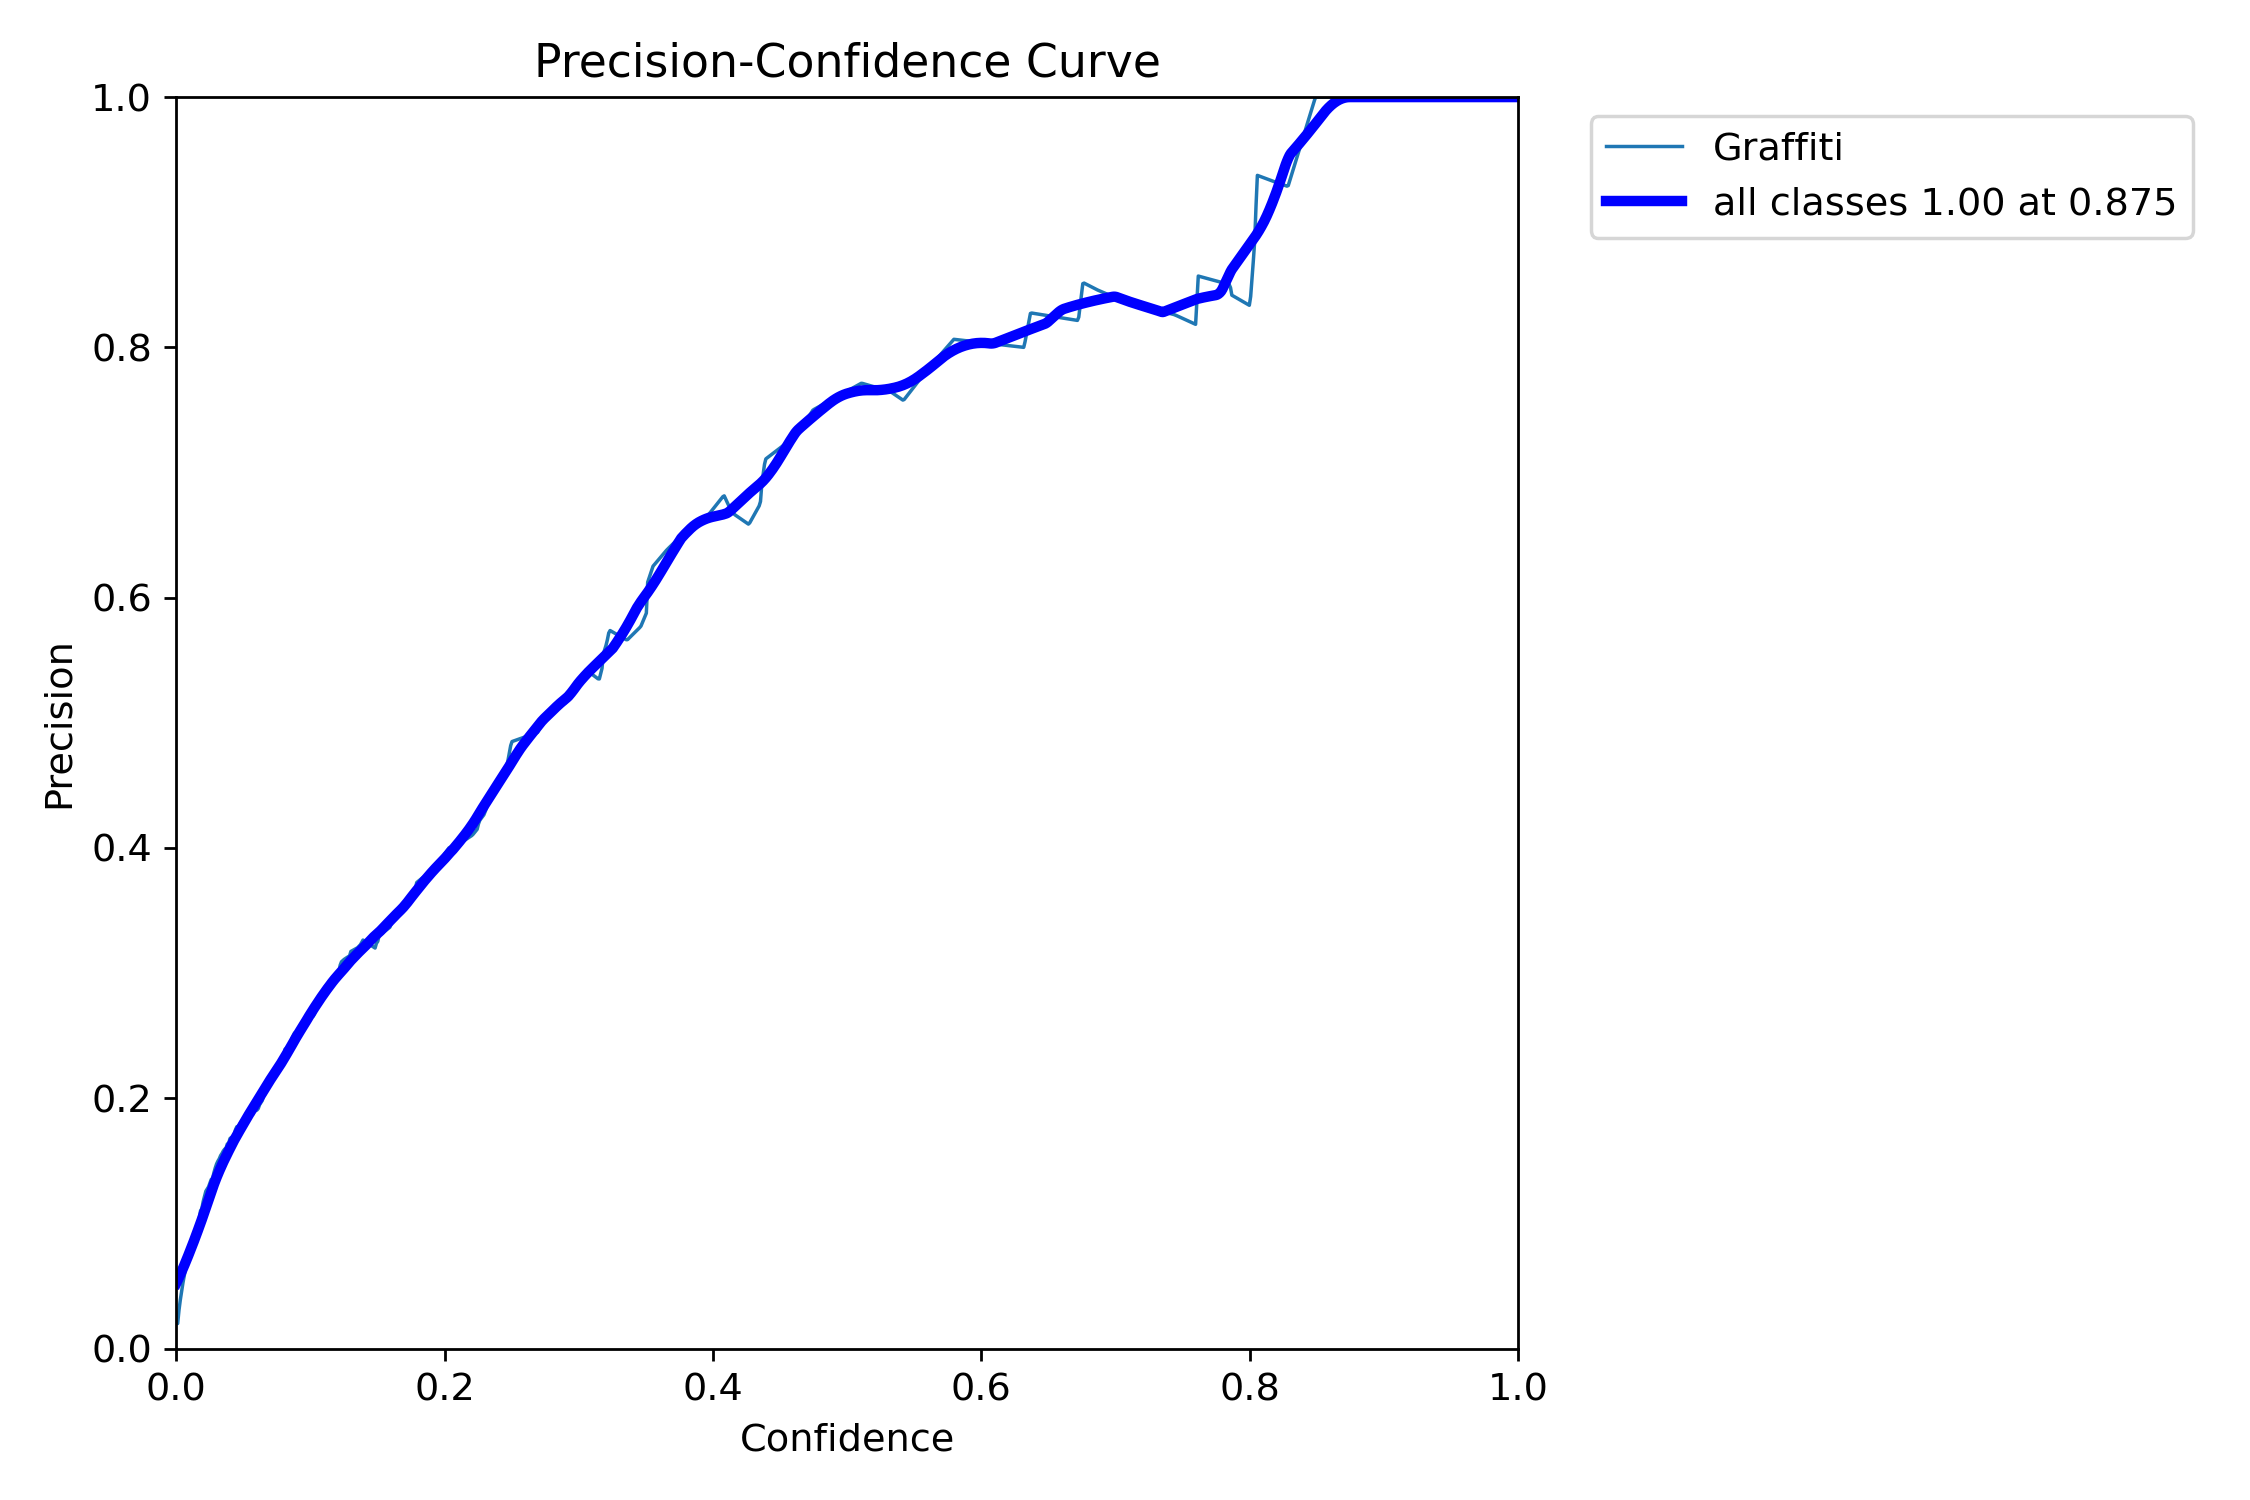 Precision-Confidence Curve
1.0
0.8
0.6
0.4
0.2
0.0
Precision
0.0 0.2 0.4 0.6 0.8 1.0
Confidence
Graffiti
all classes 1.00 at 0.875